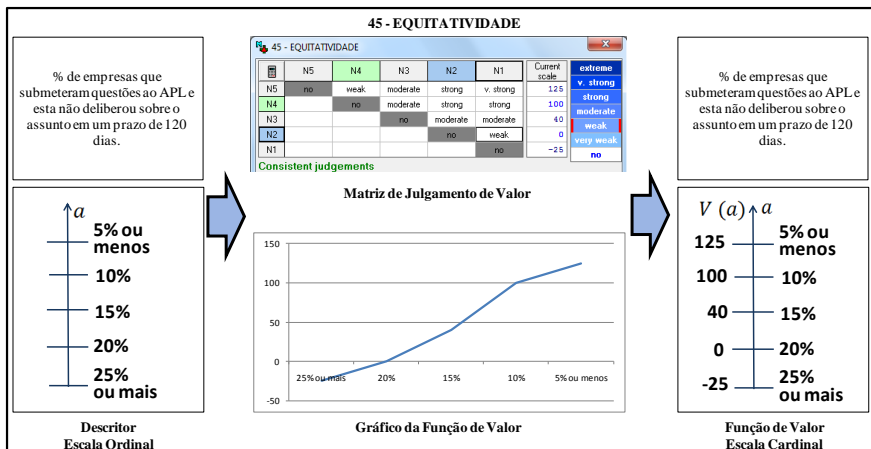 45 - EQUITATIVIDADE
% de empresas que
submeteram questões ao APL e
esta não deliberou sobre o
assunto em um prazo de 120
dias.
a
5% ou
menos
10%
15%
20%
25%
ou mais
Descritor
Escala Ordinal
45 - EQUITATIVIDADE
N5 N4 N3 N2 N1 Current scale
N5 no weak moderate strong v. strong 125
N4 no moderate strong strong 100
N3 no moderate moderate 40
N2 no weak 0
N1 no -25
extreme
v. strong
strong
moderate
weak
very weak
no
Consistent judgements
Matriz de Julgamento de Valor
150
100
50
0
-50
25% ou mais 20% 15% 10% 5% ou menos
Gráfico da Função de Valor
% de empresas que
submeteram questões ao APL e
esta não deliberou sobre o
assunto em um prazo de 120
dias.
V (a) a
125 5% ou
menos
100 10%
40 15%
0 20%
-25 25%
ou mais
Função de Valor
Escala Cardinal